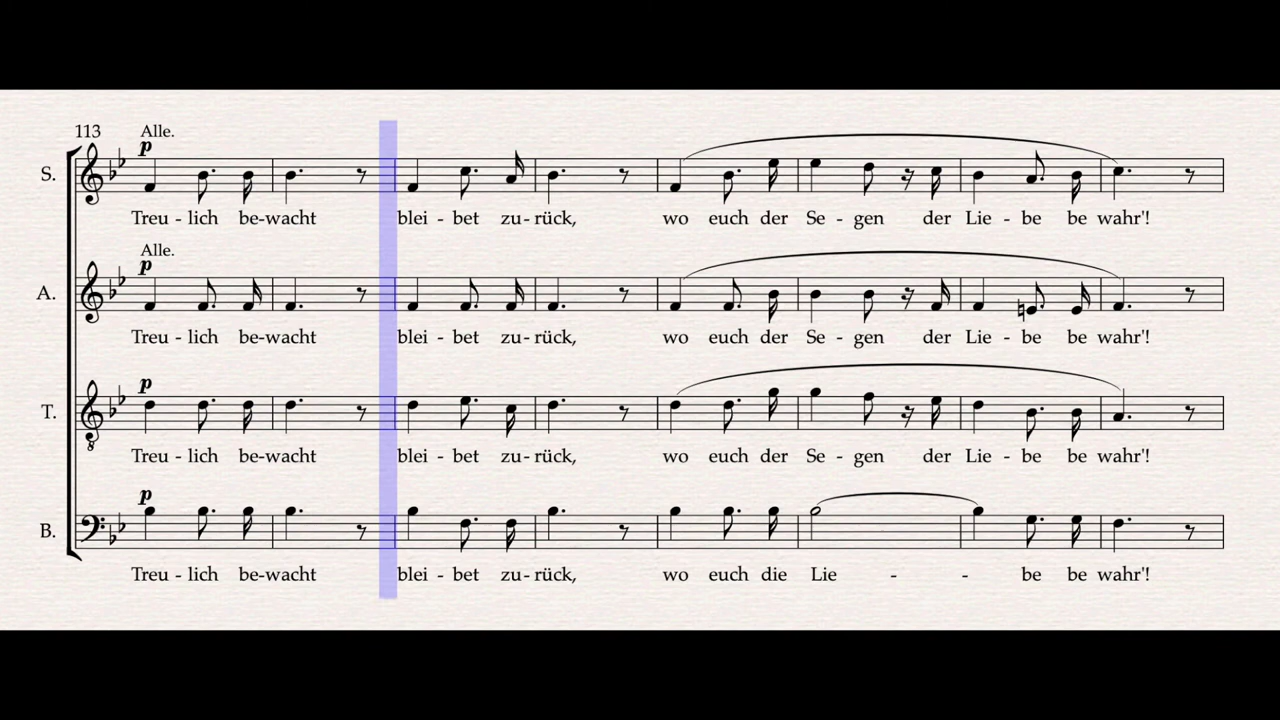 113 Alle.
p
S.
Treu - lich be-wacht blei - bet zu- rück, wo euch der Se - gen der Lie - be be wahr'!
Alle.
p
A.
Treu - lich be-wacht blei - bet zu- rück, wo euch der Se - gen der Lie - be be wahr'!
p
T.
Treu - lich be-wacht blei - bet zu- rück, wo euch der Se - gen der Lie - be be wahr'!
p
B.
Treu - lich be-wacht blei - bet zu- rück, wo euch die Lie - - be be wahr'!